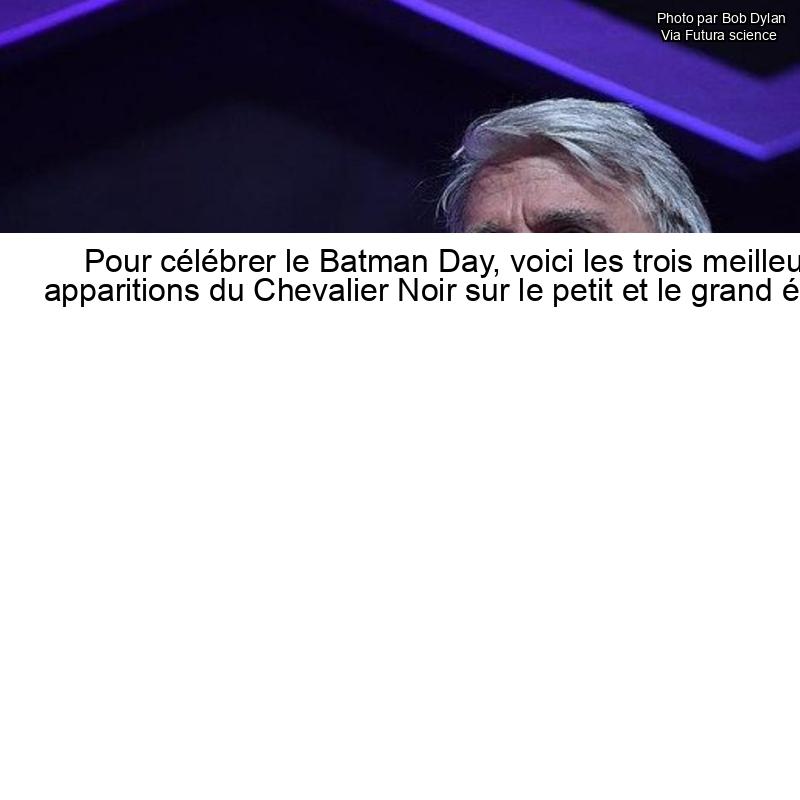 Photo par Bob Dylan
Via Futura science
Pour célébrer le Batman Day, voici les trois meilleu
apparitions du Chevalier Noir sur le petit et le grand é